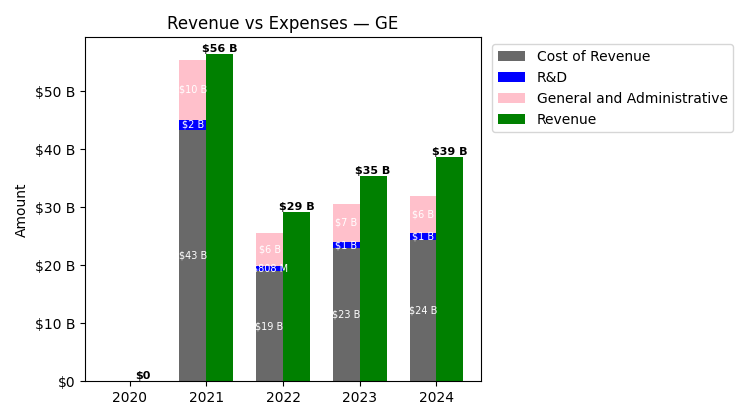 Revenue vs Expenses — GE
Cost of Revenue
R&D
General and Administrative
Revenue
Amount
$50 B
$40 B
$30 B
$20 B
$10 B
$0
$0
$56 B
$10 B
$2 B
$43 B
$29 B
$6 B
$808 M
$19 B
$35 B
$7 B
$1 B
$23 B
$39 B
$6 B
$1 B
$24 B
2020
2021
2022
2023
2024